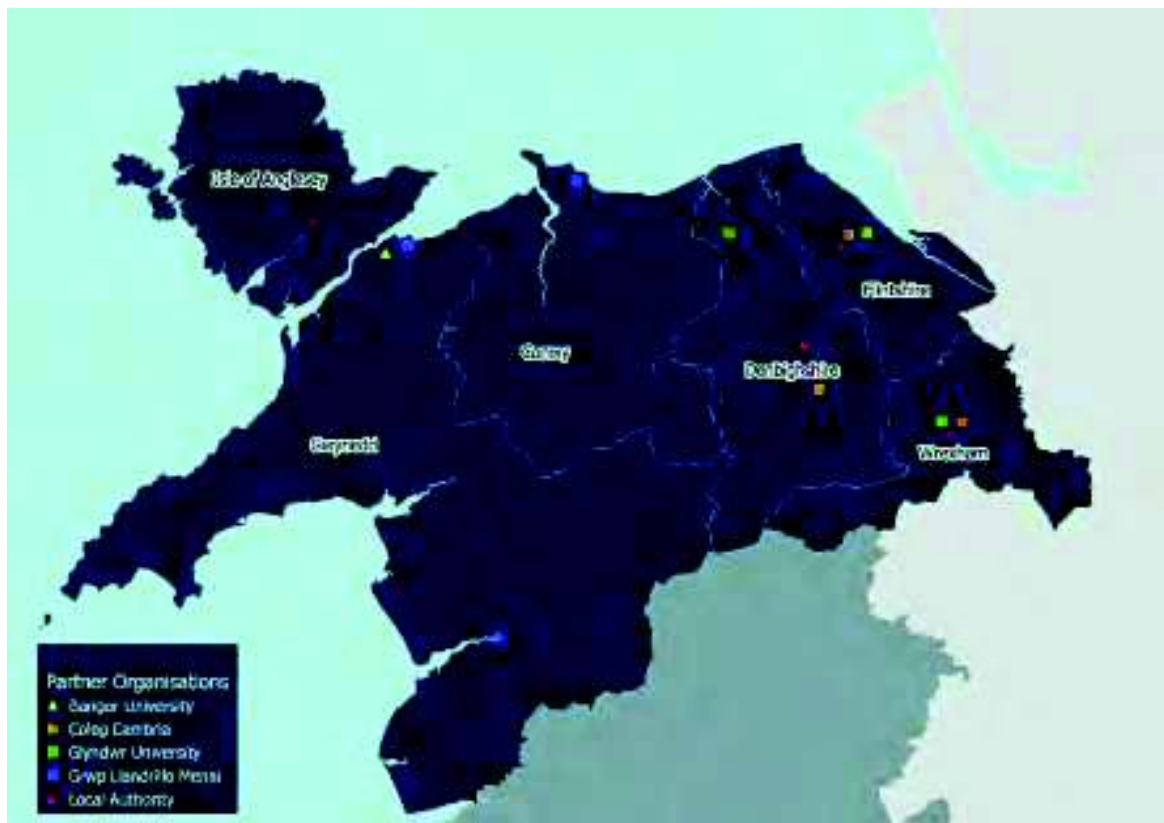 Isle of Anglesey
Flintshire
Conwy
Denbighshire
Gwynedd
Wrexham
Partner Organisations
Bangor University
Coleg Cambria
Glyndwr University
Grwp Llandrillo Menai
Local Authority